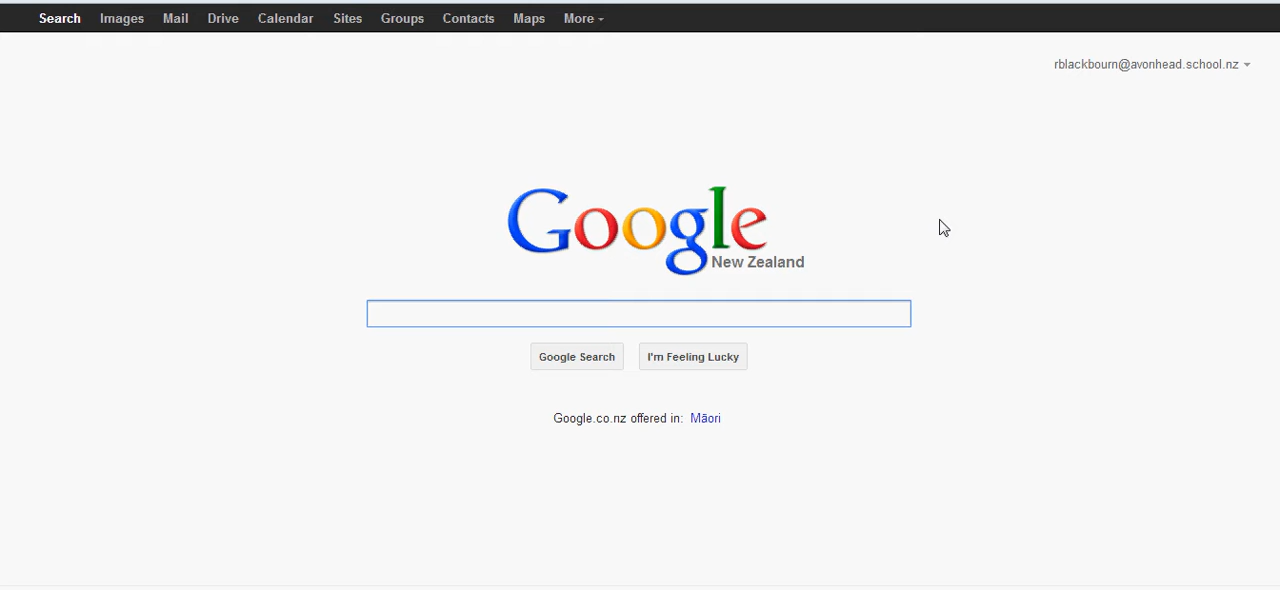 Search Images Mail Drive Calendar Sites Groups Contacts Maps More
rblackbourn@avonhead.school.nz
Google
New Zealand
Google Search I'm Feeling Lucky
Google.co.nz offered in: Māori